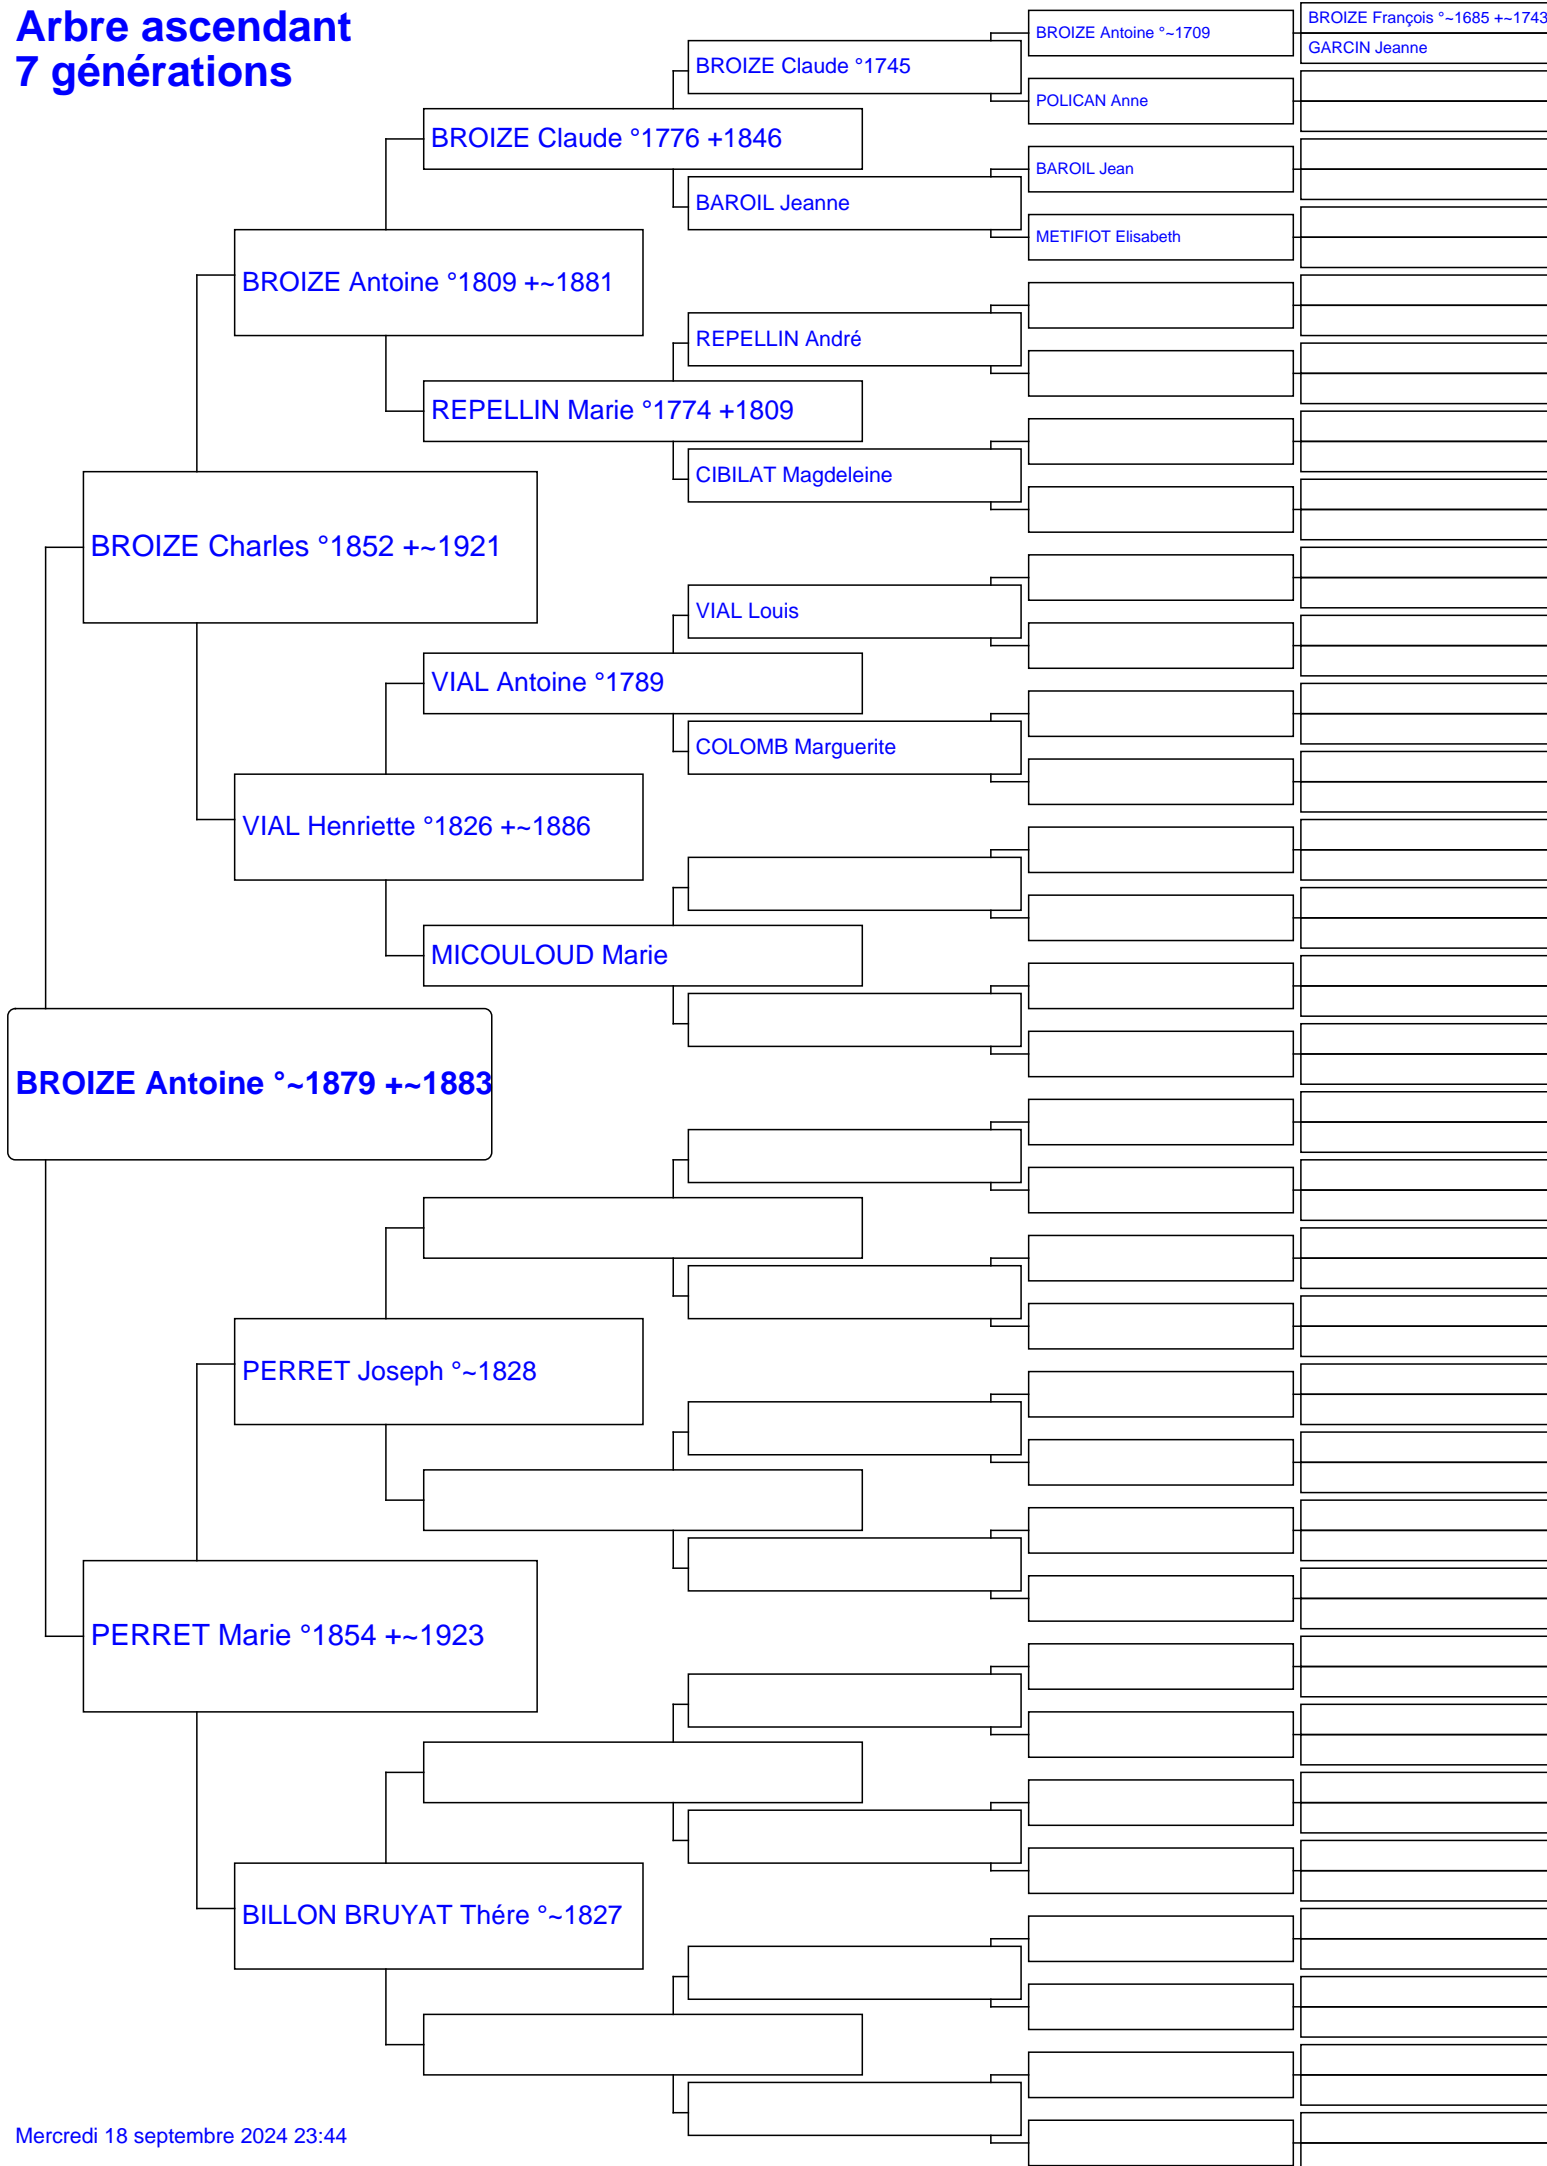 Arbre ascendant
7 générations
BROIZE François °~1685 +~1743
GARCIN Jeanne
BROIZE Antoine °~1709
BROIZE Claude °1745
POLICAN Anne
BROIZE Claude °1776 +1846
BAROIL Jean
BAROIL Jeanne
METIFIOT Elisabeth
BROIZE Antoine °1809 +~1881
REPELLIN André
REPELLIN Marie °1774 +1809
CIBILAT Magdeleine
BROIZE Charles °1852 +~1921
VIAL Louis
VIAL Antoine °1789
COLOMB Marguerite
VIAL Henriette °1826 +~1886
MICOULOUD Marie
BROIZE Antoine °~1879 +~1883
PERRET Joseph °~1828
PERRET Marie °1854 +~1923
BILLON BRUYAT Thére °~1827
Mercredi 18 septembre 2024 23:44